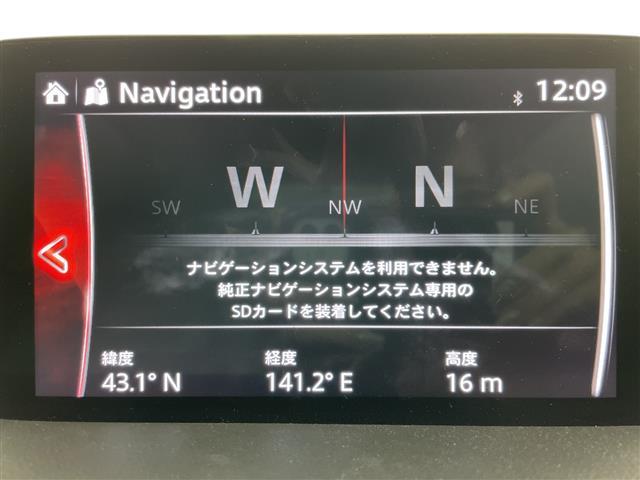 Navigation 12:09
W N
SW NW NE
ナビゲーションシステムを利用できません。
純正ナビゲーションシステム専用の
SDカードを装着してください。
緯度 経度 高度
43.1° N 141.2° E 16 m